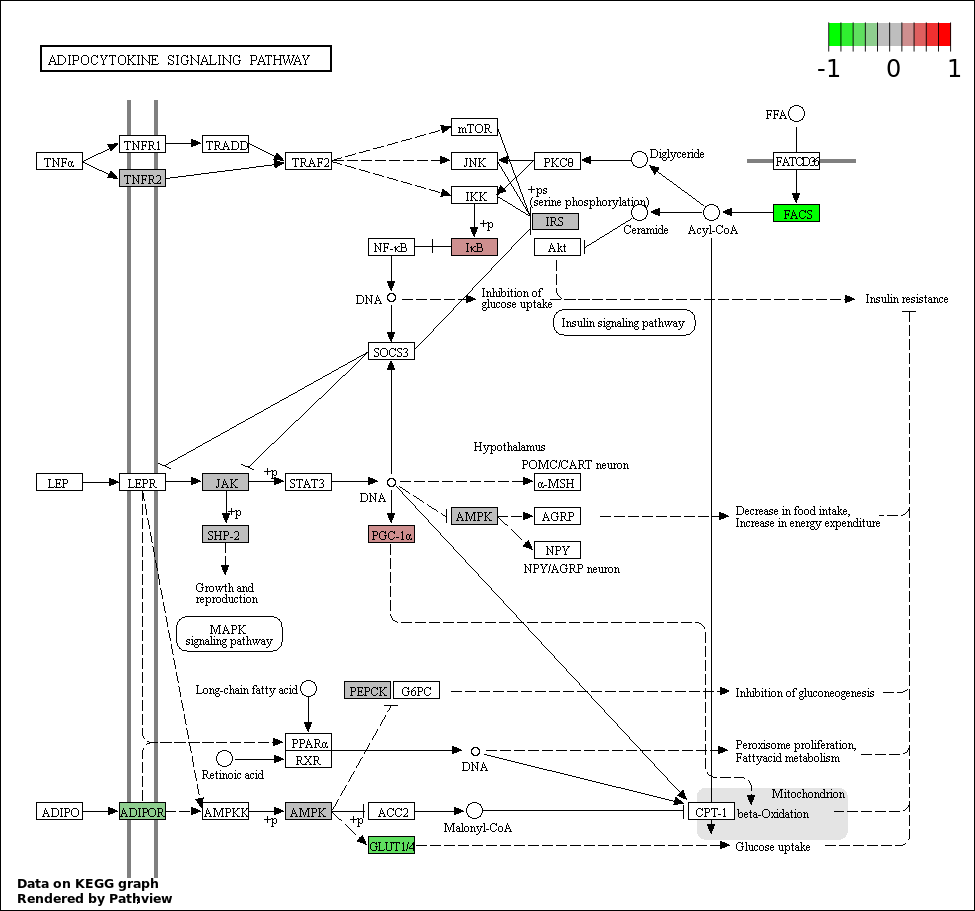 -1 0 1
ADIPOCYTOKINE SIGNALING PATHWAY
FFA
mTOR
TNFα
TNFR1
TRADD
TRAF2
JNK
PKCθ
Diglyceride
FAT/CD36
TNFR2
IKK
+ps
(serine phosphorylation)
IRS
FACS
+p
Ceramide
Acyl-CoA
NF-κB
IκB
Akt
DNA
Inhibition of
glucose uptake
Insulin resistance
Insulin signaling pathway
SOCS3
Hypothalamus
POMC/CART neuron
LEP
LEPR
JAK
+p
STAT3
DNA
α-MSH
+p
AMPK
AGRP
Decrease in food intake,
Increase in energy expenditure
SHP-2
PGC-1α
NPY
NPY/AGRP neuron
Growth and
reproduction
MAPK
signaling pathway
Long-chain fatty acid
PEPCK
G6PC
Inhibition of gluconeogenesis
PPARα
RXR
Retinoic acid
DNA
Peroxisome proliferation,
Fattyacid metabolism
Mitochondrion
ADIPO
ADIPOR
AMPKK
+p
AMPK
+p
ACC2
Malonyl-CoA
CPT-1
beta-Oxidation
GLUT1/4
Glucose uptake
Data on KEGG graph
Rendered by Pathview